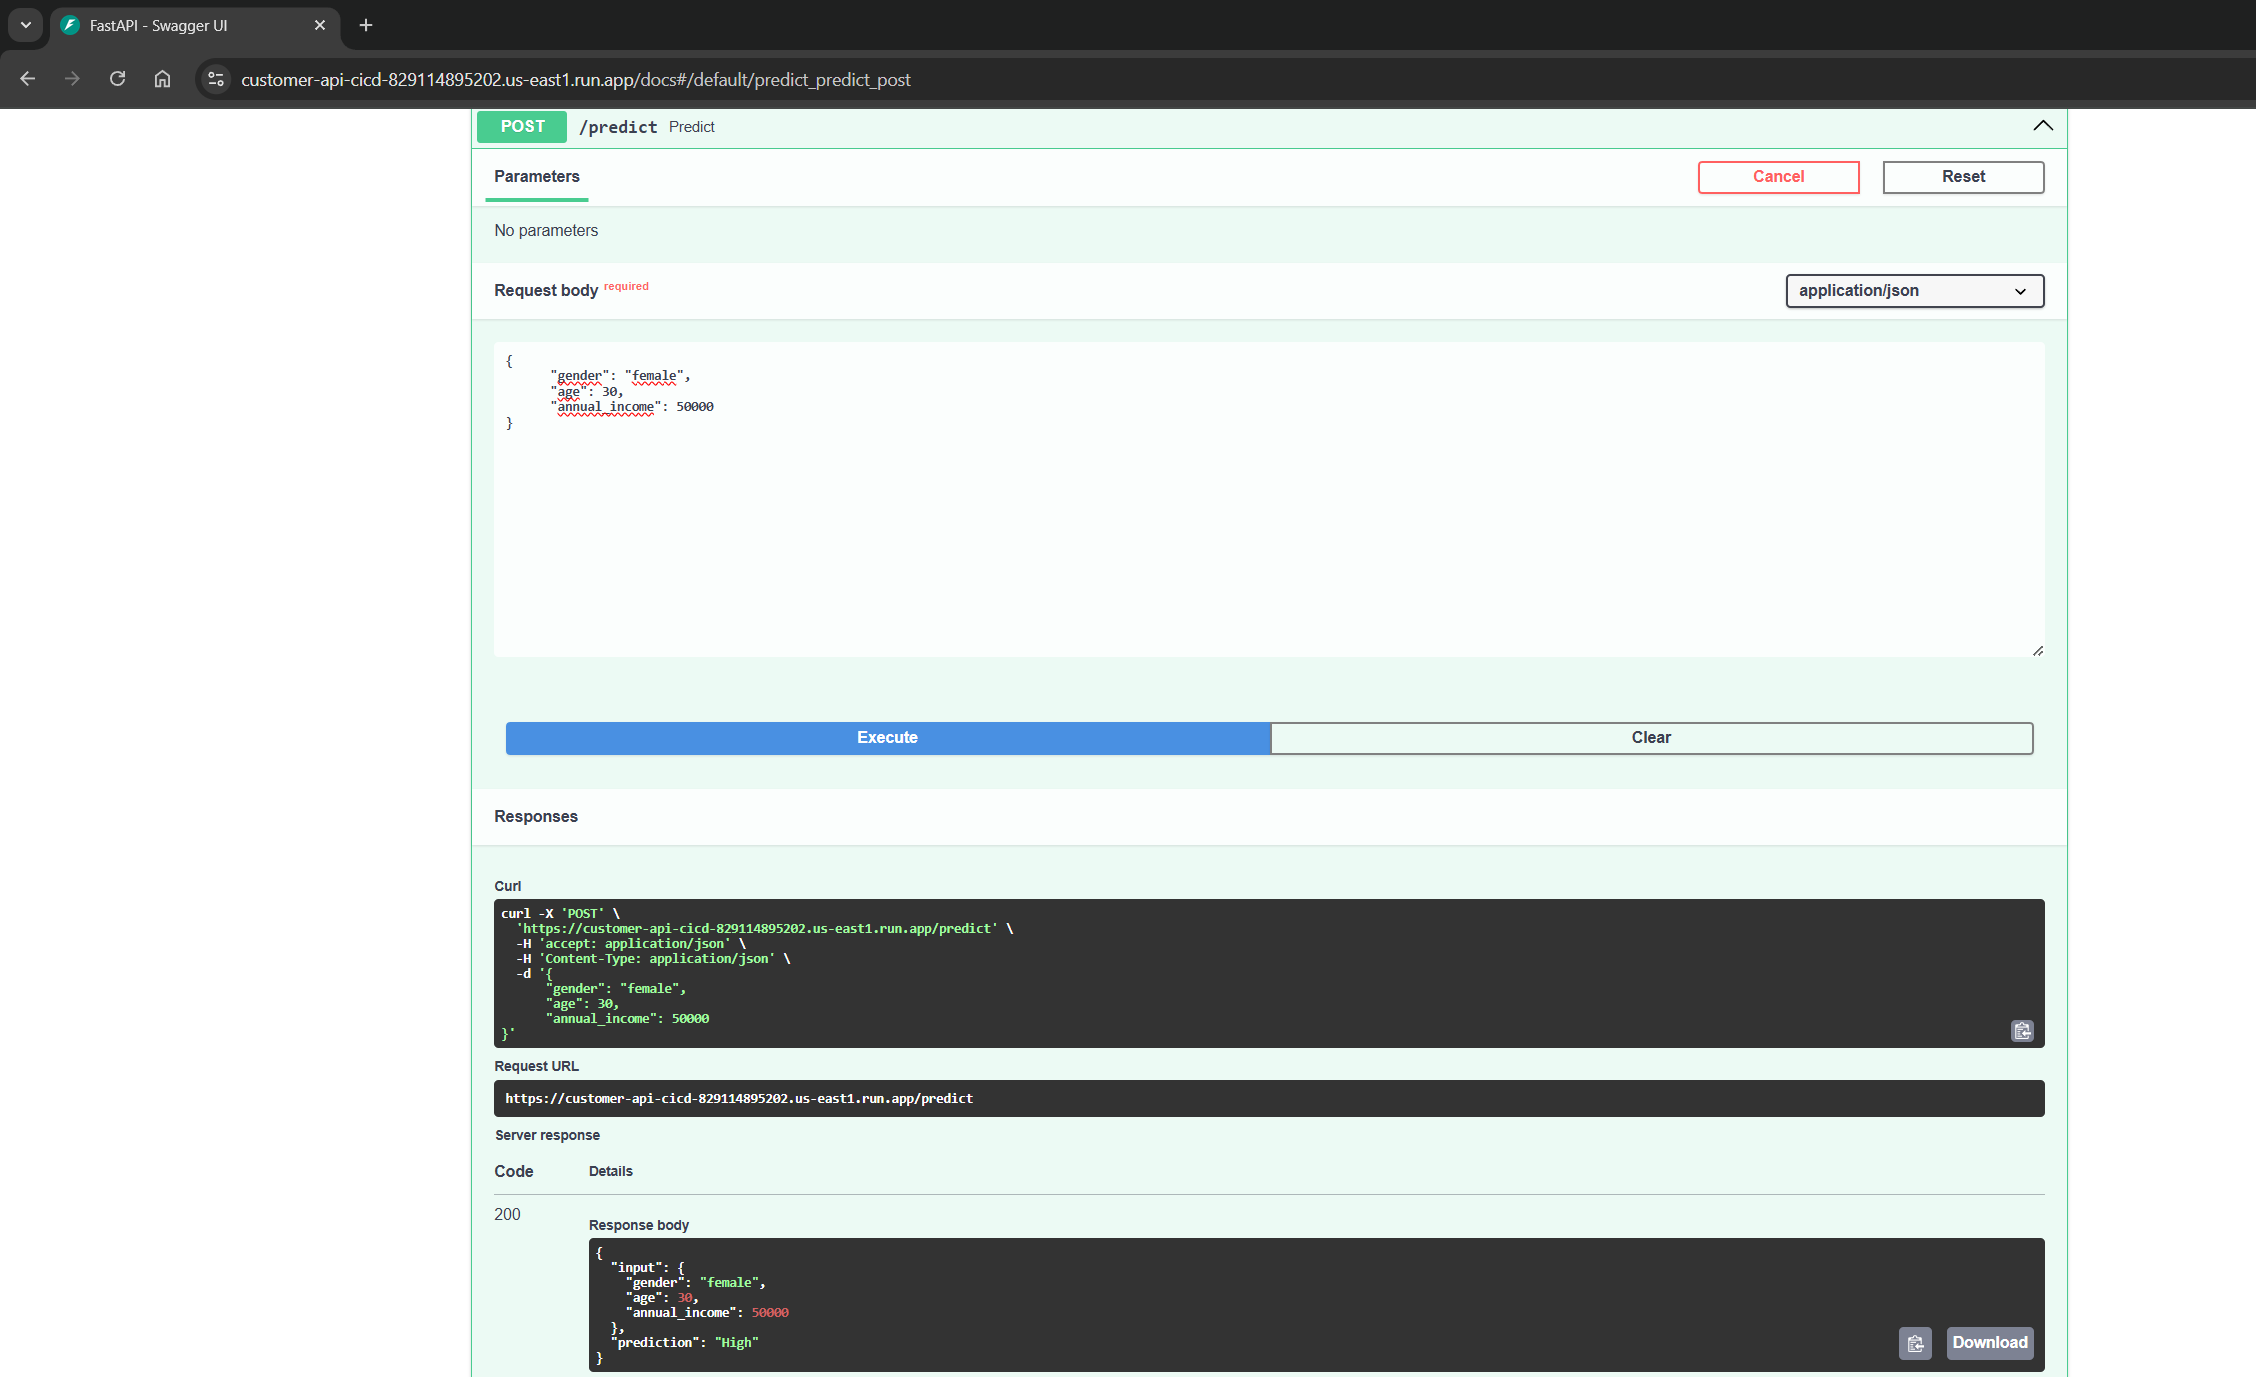 FastAPI - Swagger UI
customer-api-cicd-829114895202.us-east1.run.app/docs#/default/predict_predict_post
POST /predict Predict
Parameters
Cancel
Reset
No parameters
Request body required
application/json
{
"gender": "female",
"age": 30,
"annual_income": 50000
}
Execute
Clear
Responses
Curl
curl -X 'POST' \
'https://customer-api-cicd-829114895202.us-east1.run.app/predict' \
-H 'accept: application/json' \
-H 'Content-Type: application/json' \
-d '{
"gender": "female",
"age": 30,
"annual_income": 50000
}'
Request URL
https://customer-api-cicd-829114895202.us-east1.run.app/predict
Server response
Code Details
200
Response body
{
"input": {
"gender": "female",
"age": 30,
"annual_income": 50000
},
"prediction": "High"
}
Download